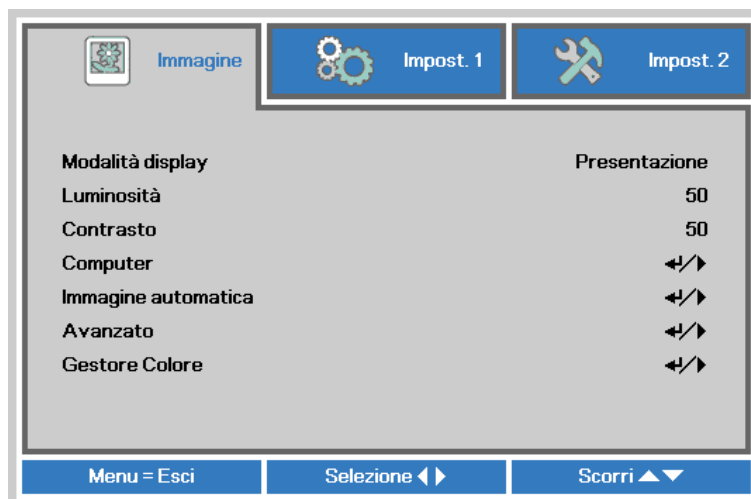 Immagine Impost. 1 Impost. 2
Modalità display Presentazione
Luminosità 50
Contrasto 50
Computer
Immagine automatica
Avanzato
Gestore Colore
Menu = Esci Selezione Scorri